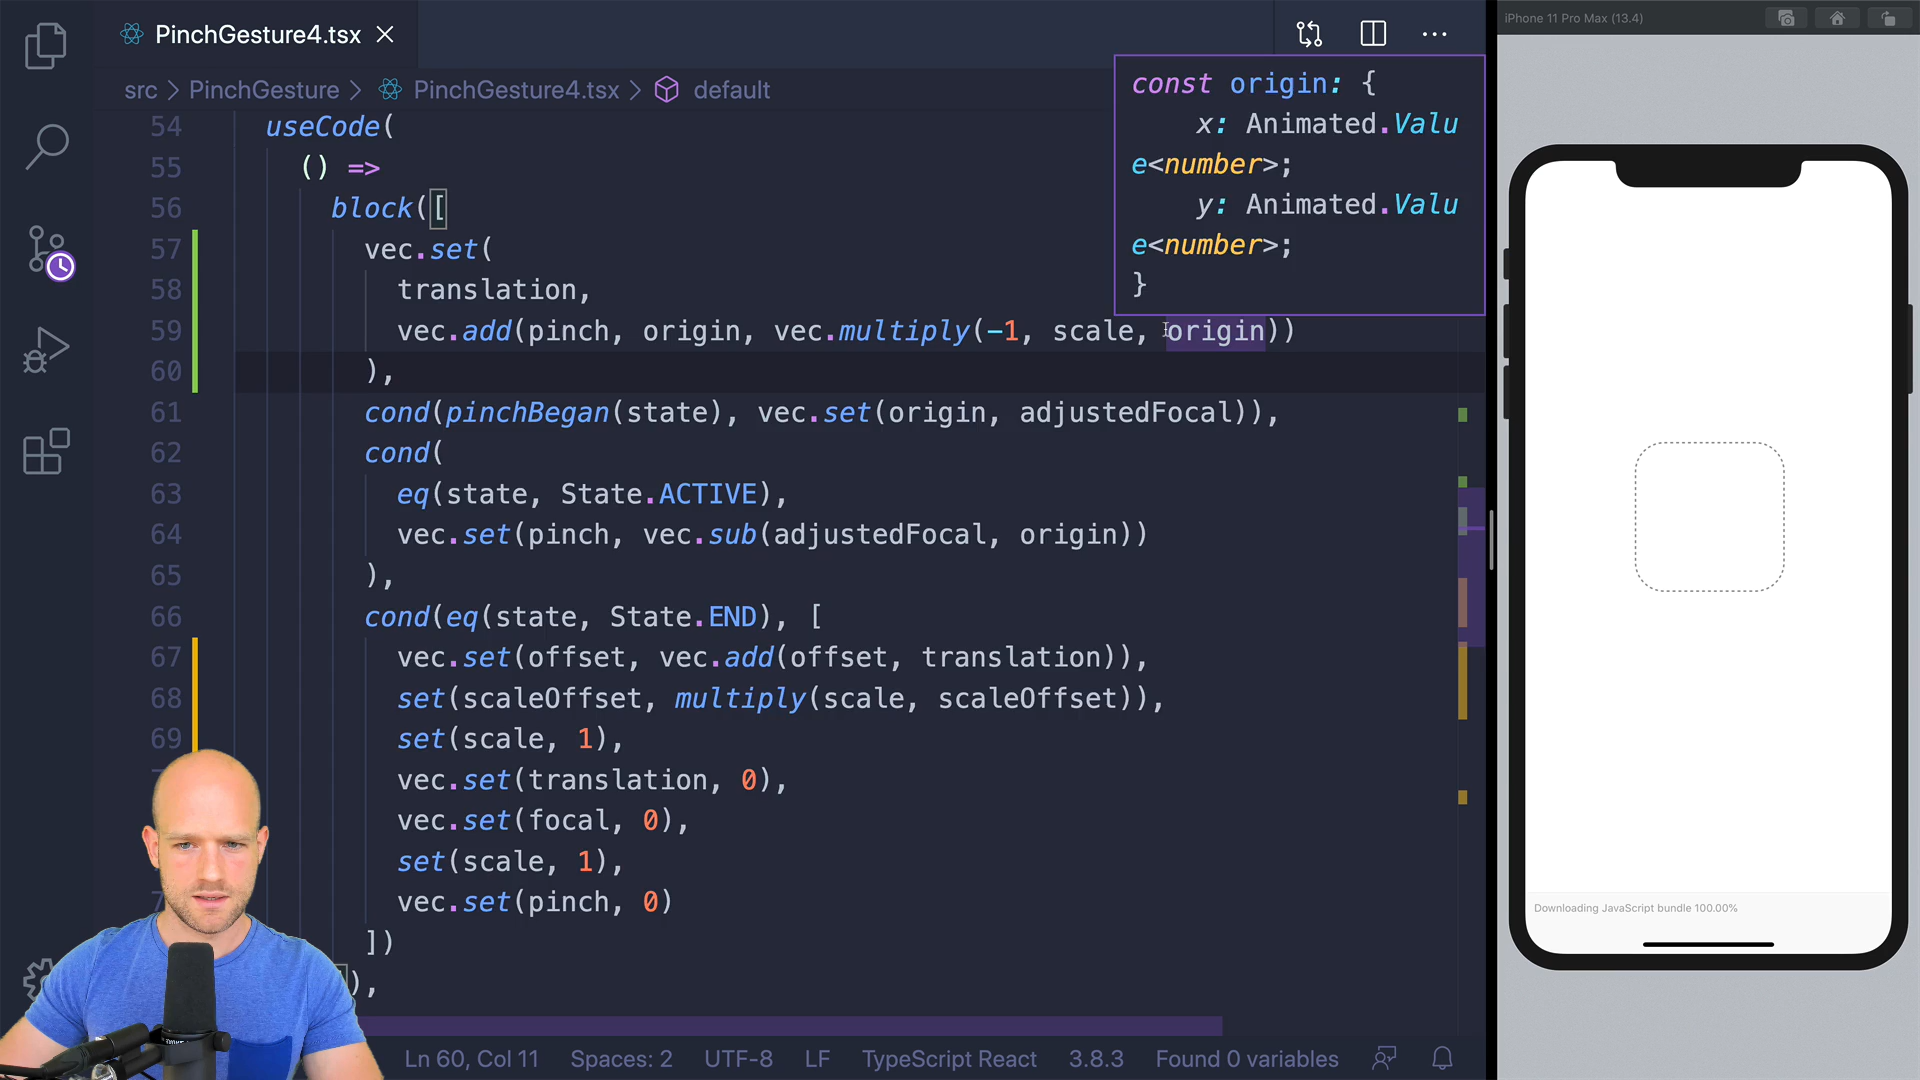 PinchGesture4.tsx
src > PinchGesture > PinchGesture4.tsx > default
54 useCode(
55 () =>
56 block([
57 vec.set(
58 translation,
59 vec.add(pinch, origin, vec.multiply(-1, scale, origin))
60 ),
61 cond(pinchBegan(state), vec.set(origin, adjustedFocal)),
62 cond(
63 eq(state, State.ACTIVE),
64 vec.set(pinch, vec.sub(adjustedFocal, origin))
65 ),
66 cond(eq(state, State.END), [
67 vec.set(offset, vec.add(offset, translation)),
68 set(scaleOffset, multiply(scale, scaleOffset)),
69 set(scale, 1),
vec.set(translation, 0),
vec.set(focal, 0),
set(scale, 1),
vec.set(pinch, 0)
])
),
const origin: {
x: Animated.Valu
e<number>;
y: Animated.Valu
e<number>;
}
Ln 60, Col 11 Spaces: 2 UTF-8 LF TypeScript React 3.8.3 Found 0 variables
iPhone 11 Pro Max (13.4)
Downloading JavaScript bundle 100.00%